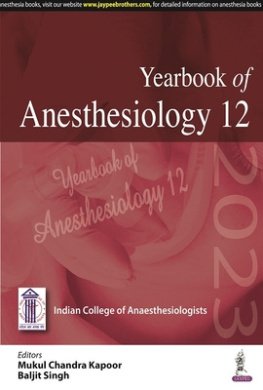 anesthesia books, visit our website www.jaypeebrothers.com, for detailed information on anesthesia books
Yearbook of
Anesthesiology 12
Yearbook of
Anesthesiology 12
2023
Indian College of Anaesthesiologists
Editors
Mukul Chandra Kapoor
Baljit Singh